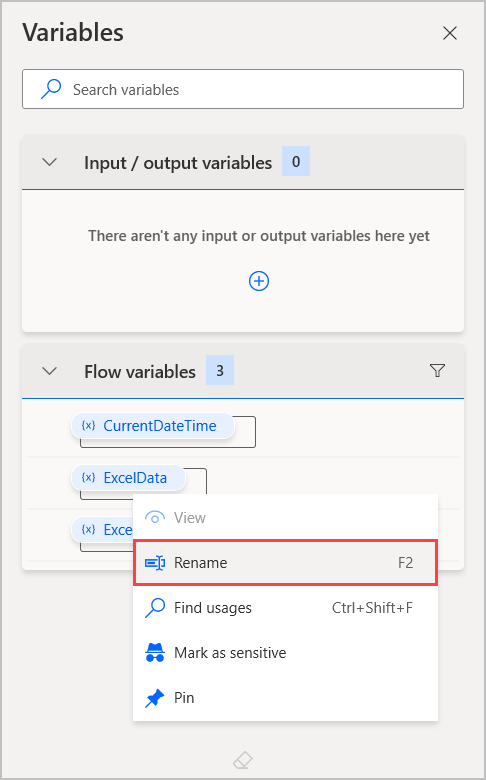 Variables
Search variables
Input / output variables 0
There aren't any input or output variables here yet
Flow variables 3
{x} CurrentDateTime
{x} ExcelData
{x} Exce
View
Rename F2
Find usages Ctrl+Shift+F
Mark as sensitive
Pin